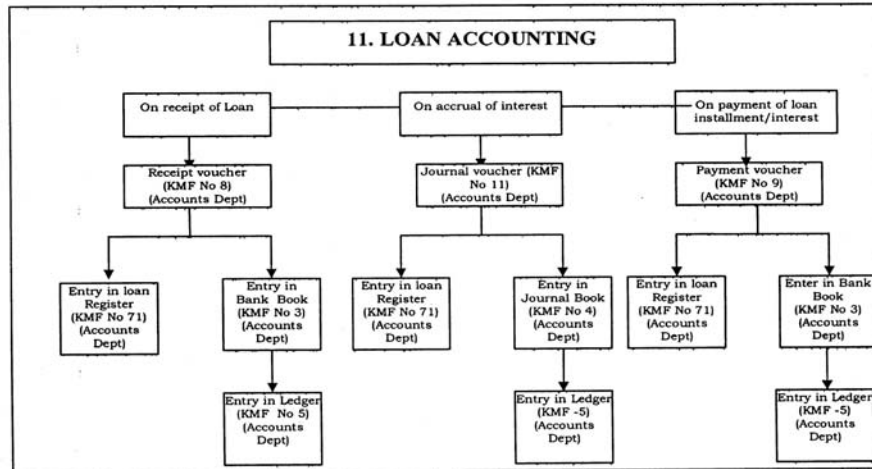 11. LOAN ACCOUNTING
On receipt of Loan
On accrual of interest
On payment of loan
installment/interest
Receipt voucher
(KMF No 8)
(Accounts Dept)
Journal voucher (KMF
No 11)
(Accounts Dept)
Payment voucher
(KMF No 9)
(Accounts Dept)
Entry in loan
Register
(KMF No 71)
(Accounts
Dept)
Entry in
Bank Book
(KMF No 3)
(Accounts
Dept)
Entry in loan
Register
(KMF No 71)
(Accounts
Dept)
Entry in
Journal Book
(KMF No 4)
(Accounts
Dept)
Entry in loan
Register
(KMF No 71)
(Accounts
Dept)
Enter in Bank
Book
(KMF No 3)
(Accounts
Dept)
Entry in Ledger
(KMF No 5)
(Accounts
Dept)
Entry in Ledger
(KMF -5)
(Accounts
Dept)
Entry in Ledger
(KMF -5)
(Accounts
Dept)